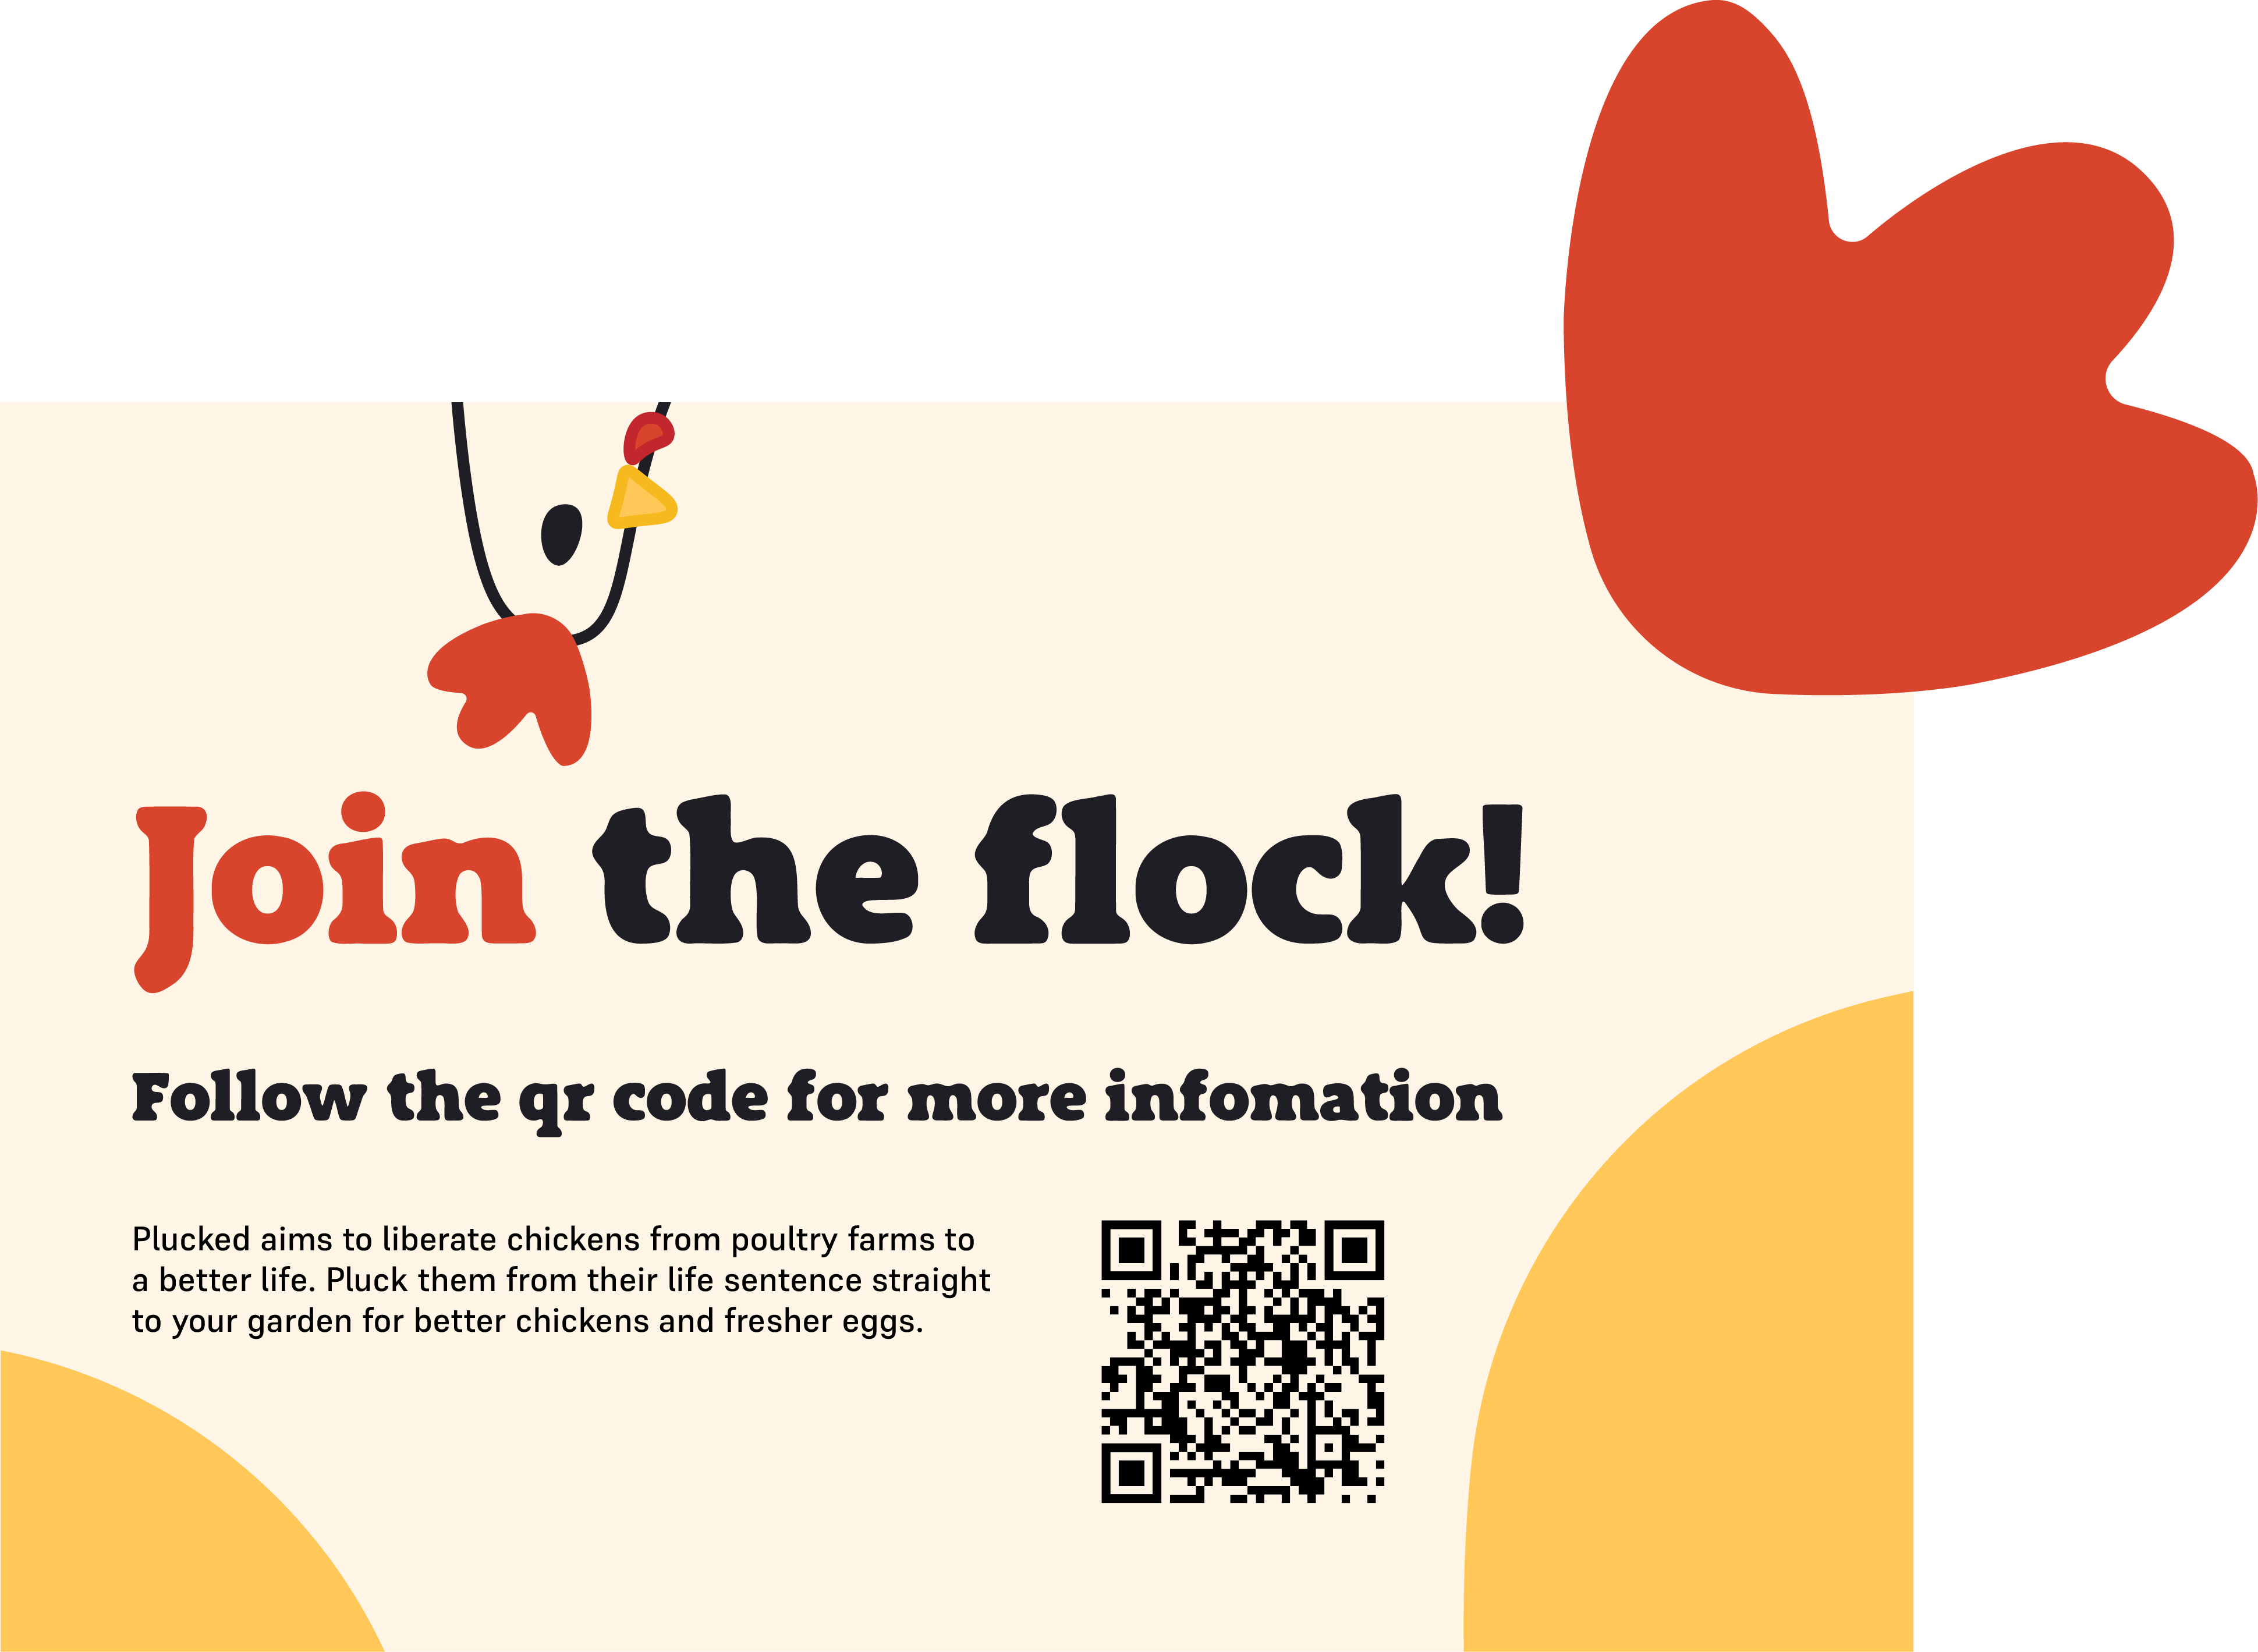 Join the flock!
Follow the qr code for more infomation
Plucked aims to liberate chickens from poultry farms to
a better life. Pluck them from their life sentence straight
to your garden for better chickens and fresher eggs.